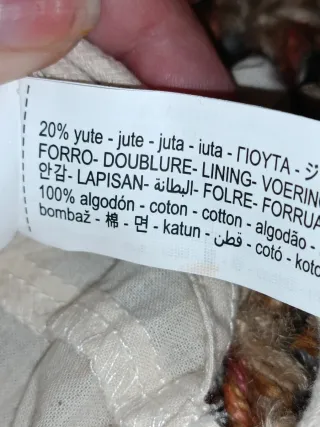 20% yute - jute - juta - iuta - ΓΙΟΥΤΑ - ジ
FORRO- DOUBLURE- LINING- VOERING
안감- LAPISAN- البطانة- FOLRE- FORRUA
100% algodón - coton - cotton - algodão -
bombaž - 棉 - 면 - katun - قطن - cotó - koto